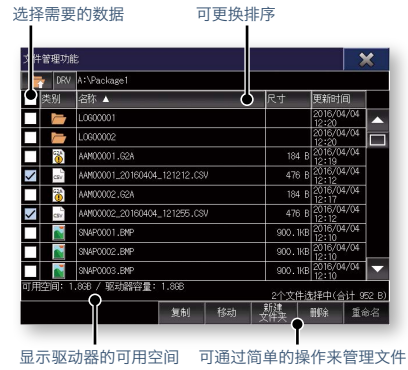 选择需要的数据 可更换排序
文件管理功能
DRV A:\Package1
类别 名称 ▲ 尺寸 更新时间
LOG00001 2016/04/04 12:20
LOG00002 2016/04/04 12:20
AAM00001.G2A 184 B 2016/04/04 12:19
AAM00001_20160404_121212.CSV 476 B 2016/04/04 12:12
AAM00002.G2A 184 B 2016/04/04 12:17
AAM00002_20160404_121255.CSV 476 B 2016/04/04 12:12
SNAP0001.BMP 900.1KB 2016/04/04 12:10
SNAP0002.BMP 900.1KB 2016/04/04 12:10
SNAP0003.BMP 900.1KB 2016/04/04 12:10
可用空间: 1.8GB / 驱动器容量: 1.8GB
2个文件选择中(合计 952 B)
复制 移动 新建文件夹 删除 重命名
显示驱动器的可用空间 可通过简单的操作来管理文件